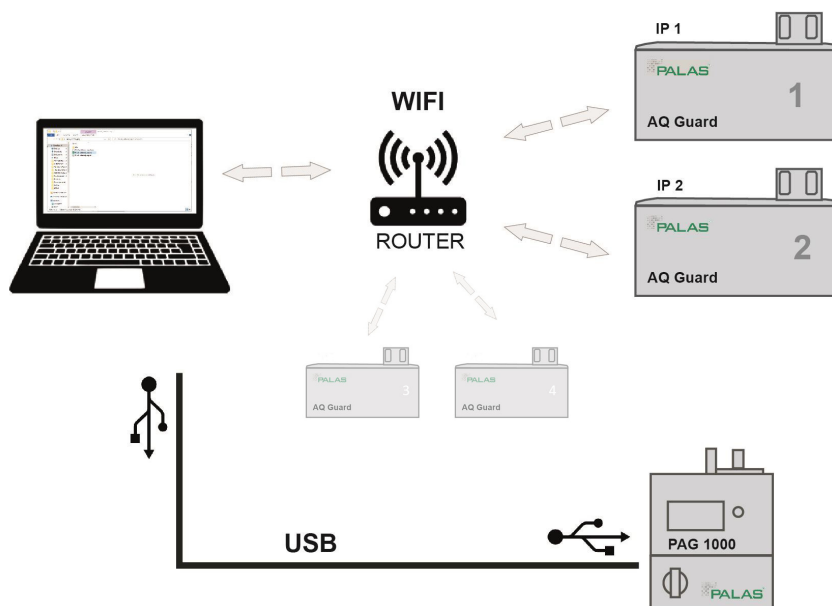 IP 1
PALAS
1
AQ Guard
WIFI
ROUTER
IP 2
PALAS
2
AQ Guard
PALAS
3
AQ Guard
PALAS
4
AQ Guard
USB
PAG 1000
PALAS